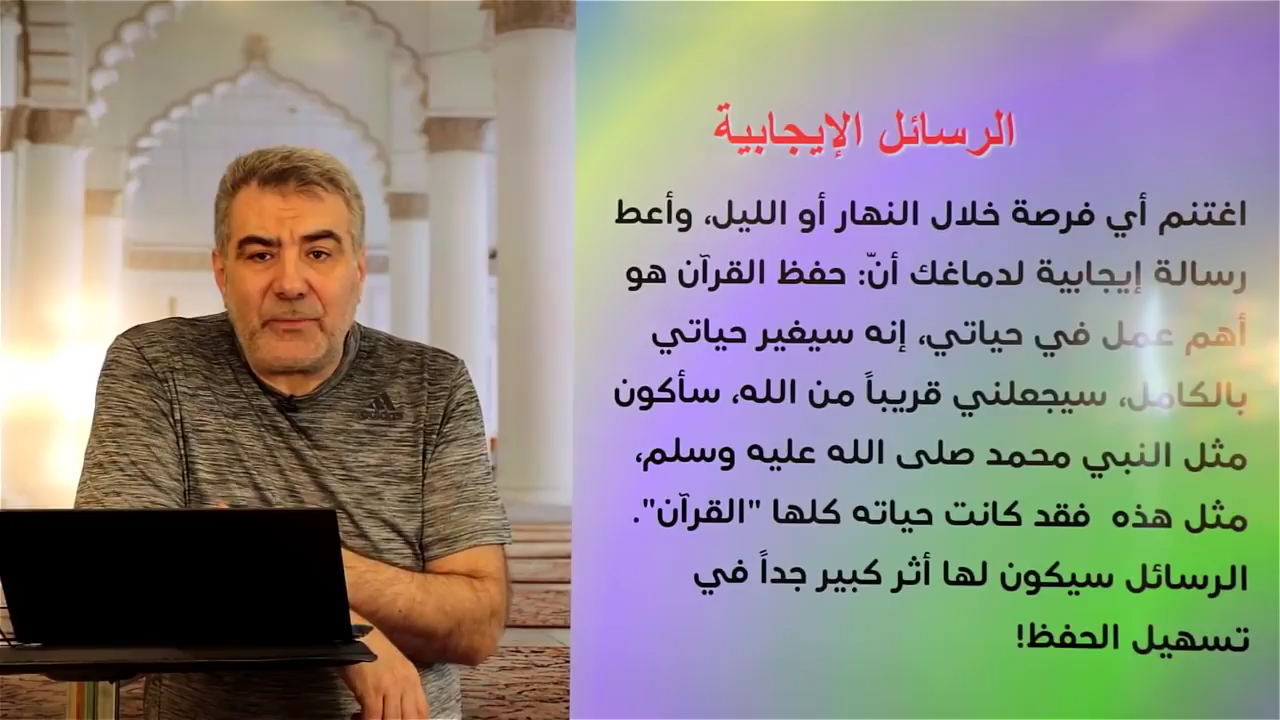 الرسائل الإيجابية
اغتنم أي فرصة خلال النهار أو الليل، وأعط
رسالة إيجابية لدماغك أنّ: حفظ القرآن هو
أهم عمل في حياتي، إنه سيغير حياتي
بالكامل، سيجعلني قريباً من الله، سأكون
مثل النبي محمد صلى الله عليه وسلم،
مثل هذه  فقد كانت حياته كلها "القرآن".
الرسائل سيكون لها أثر كبير جداً في
تسهيل الحفظ!